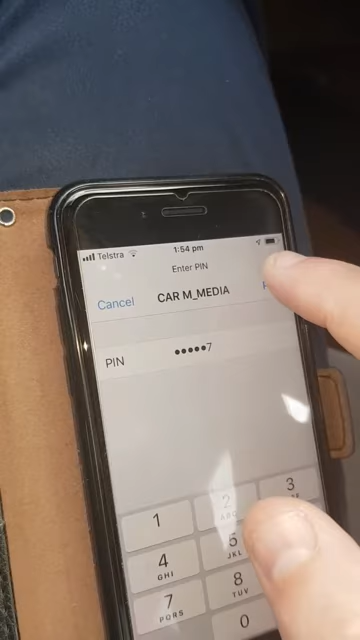 Telstra 1:54 pm
Enter PIN
Cancel CAR M_MEDIA
PIN •••••7
1 2 3
ABC
4 5
GHI JKL
7 8
PQRS TUV
0